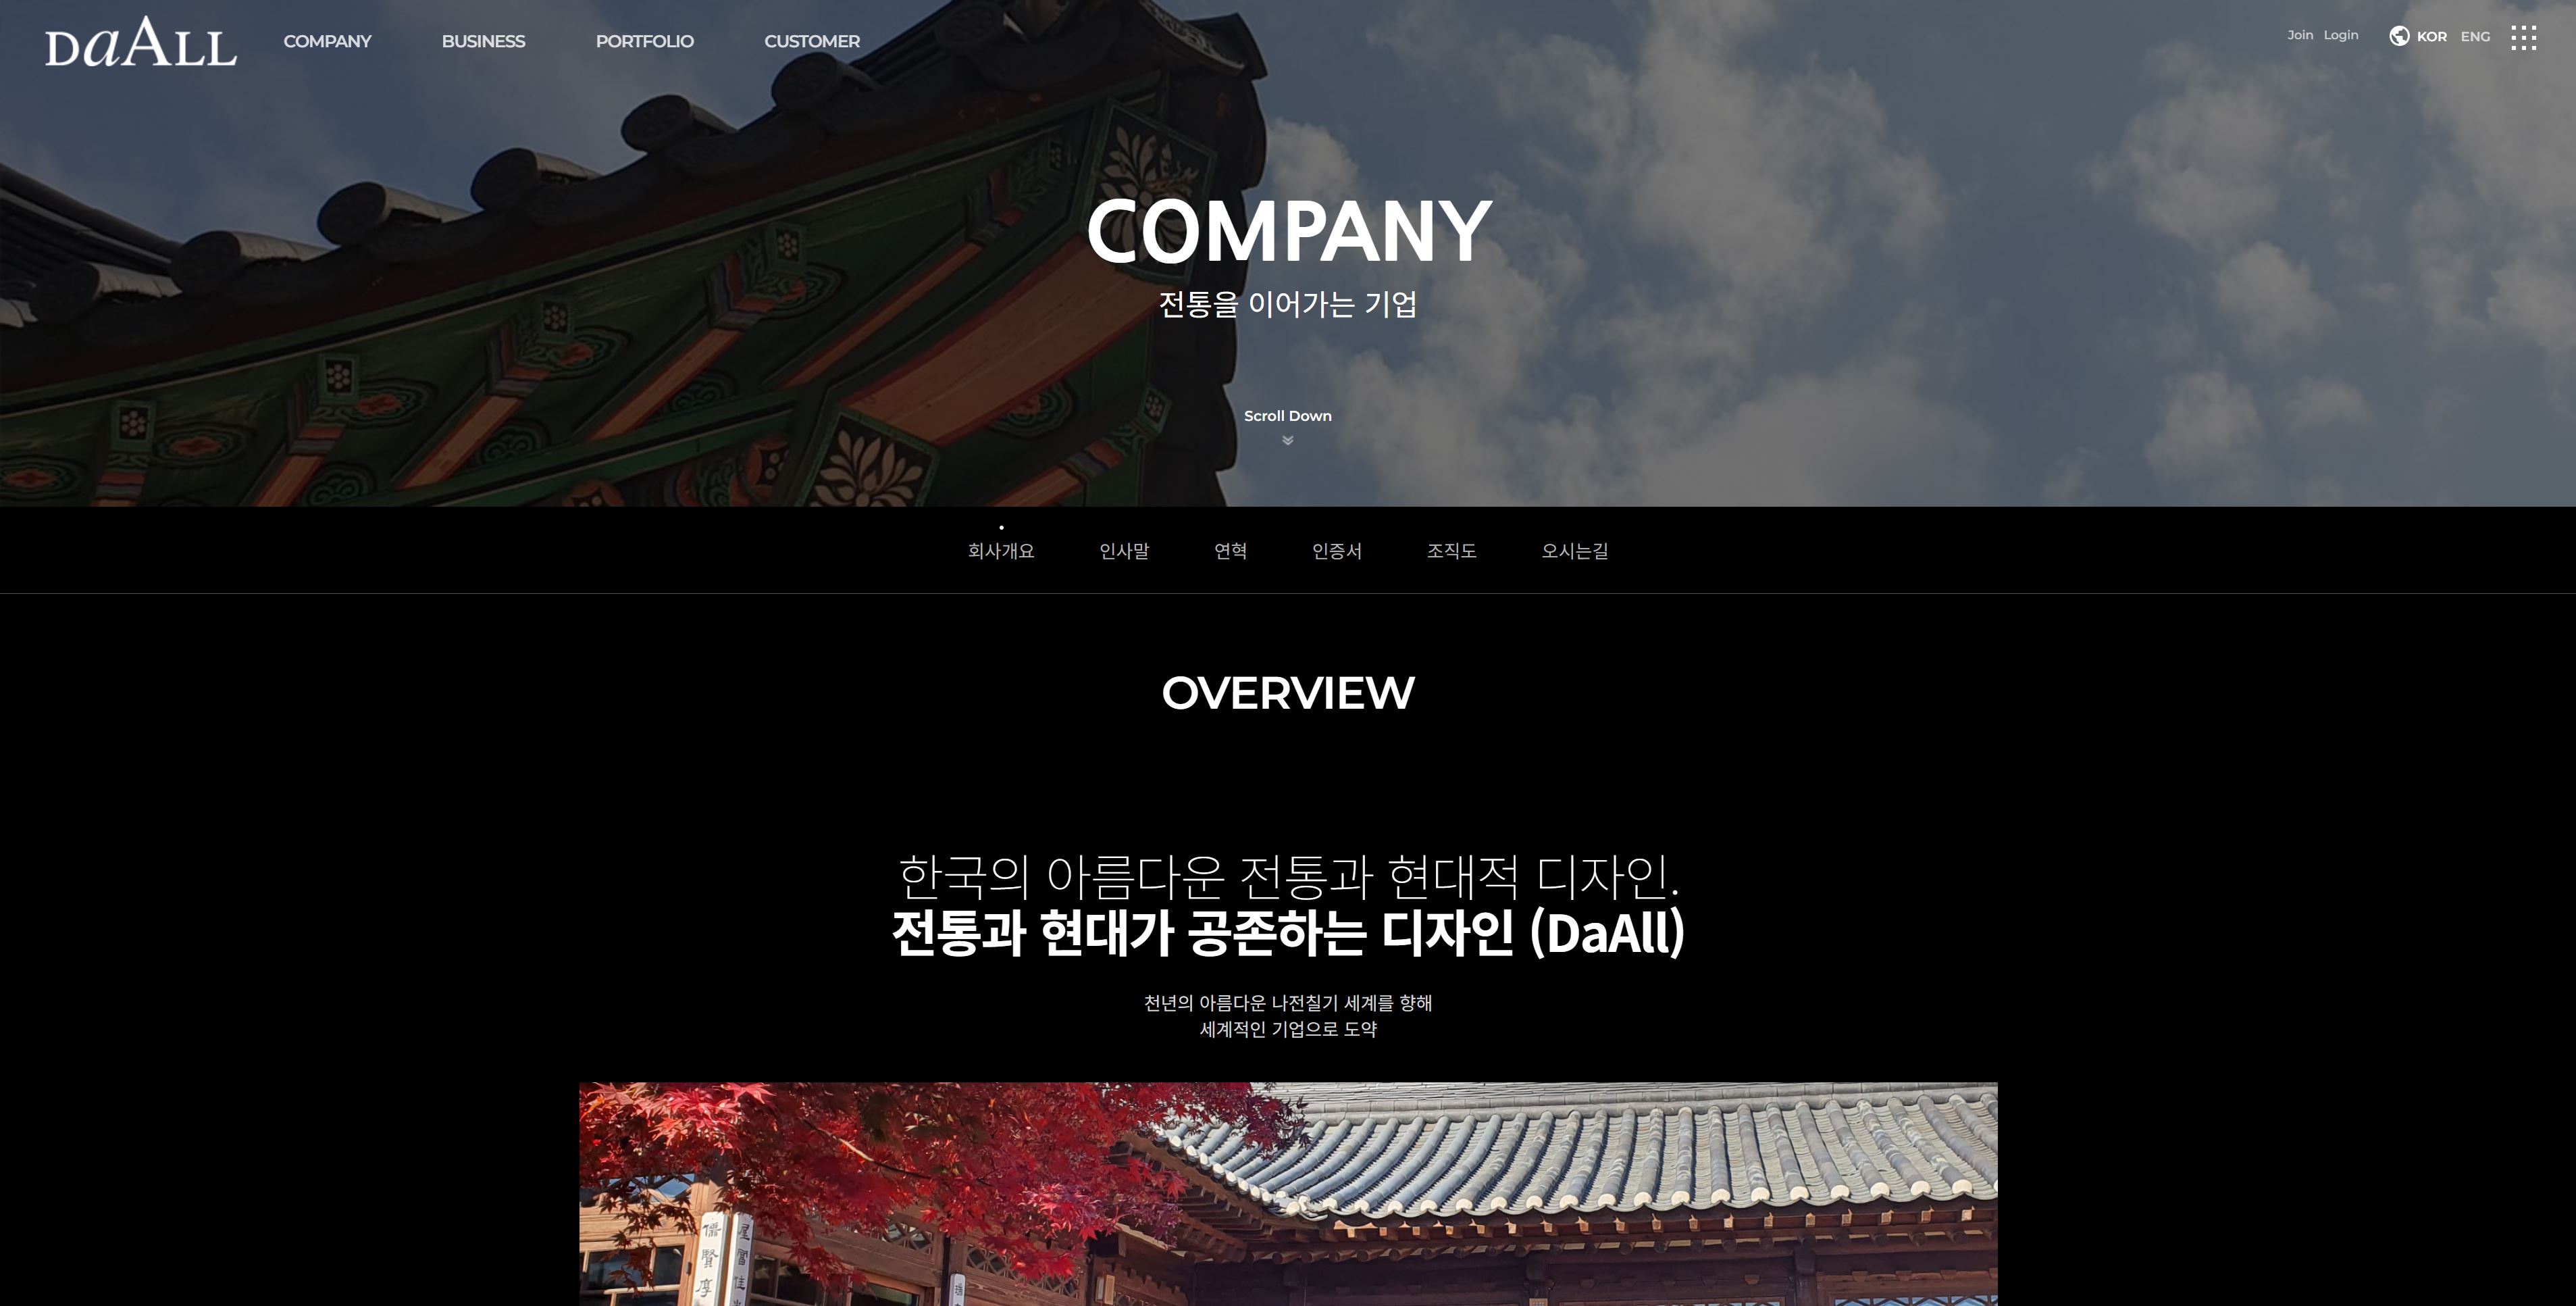 DaALL
COMPANY BUSINESS PORTFOLIO CUSTOMER
Join Login KOR ENG
COMPANY
전통을 이어가는 기업
Scroll Down
회사개요 인사말 연혁 인증서 조직도 오시는길
OVERVIEW
한국의 아름다운 전통과 현대적 디자인.
전통과 현대가 공존하는 디자인 (DaAll)
천년의 아름다운 나전칠기 세계를 향해
세계적인 기업으로 도약